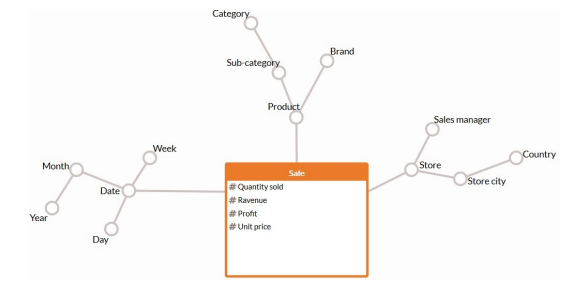 Category
Sub-category
Brand
Product
Sales manager
Week
Month
Date
Year
Day
Store
Country
Store city
Sale
# Quantity sold
# Ravenue
# Profit
# Unit price